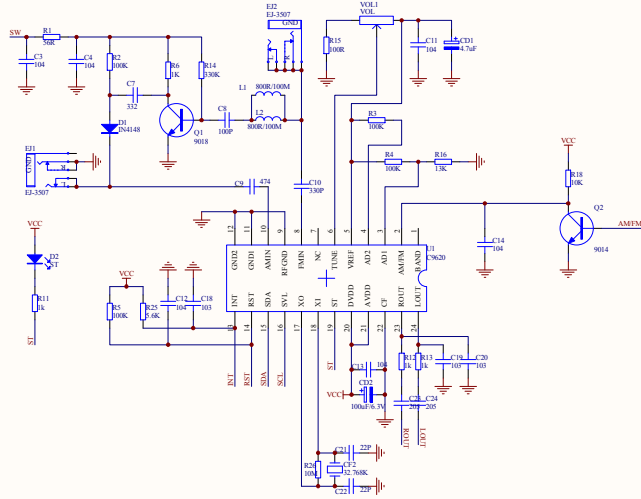 SW
R1
56R
C3
104
C4
104
R2
100K
R6
1K
R14
330K
C7
332
D1
IN4148
Q1
9018
C8
100P
L1
800R/100M
L2
800R/100M
EJ2
EJ-3507
GND
L
R
VOL1
VOL
R15
100R
C11
104
CD1
4.7uF
R3
100K
R4
100K
R16
13K
EJ1
GND
R
L
EJ-3507
C9
474
C10
330P
VCC
R18
10K
Q2
9014
AM/FM
C14
104
VCC
D2
ST
R11
1k
ST
12
11
10
9
8
7
6
5
4
3
2
1
GND2
GND1
AMIN
RFGND
FMIN
NC
TUNE
VREF
AD2
AD1
AM/FM
BAND
U1
C9620
INT
RST
SDA
SVL
XO
XI
ST
DVDD
AVDD
CF
ROUT
LOUT
13
14
15
16
17
18
19
20
21
22
23
24
VCC
R5
100K
R25
5.6K
C12
104
C18
103
INT
RST
SDA
SCL
ST
C13
104
VCC
CD2
100uF/6.3V
R12
1k
R13
1k
C19
103
C20
103
C23
205
C24
205
ROUT
LOUT
R26
10M
C21
22P
CF2
32.768K
C22
22P